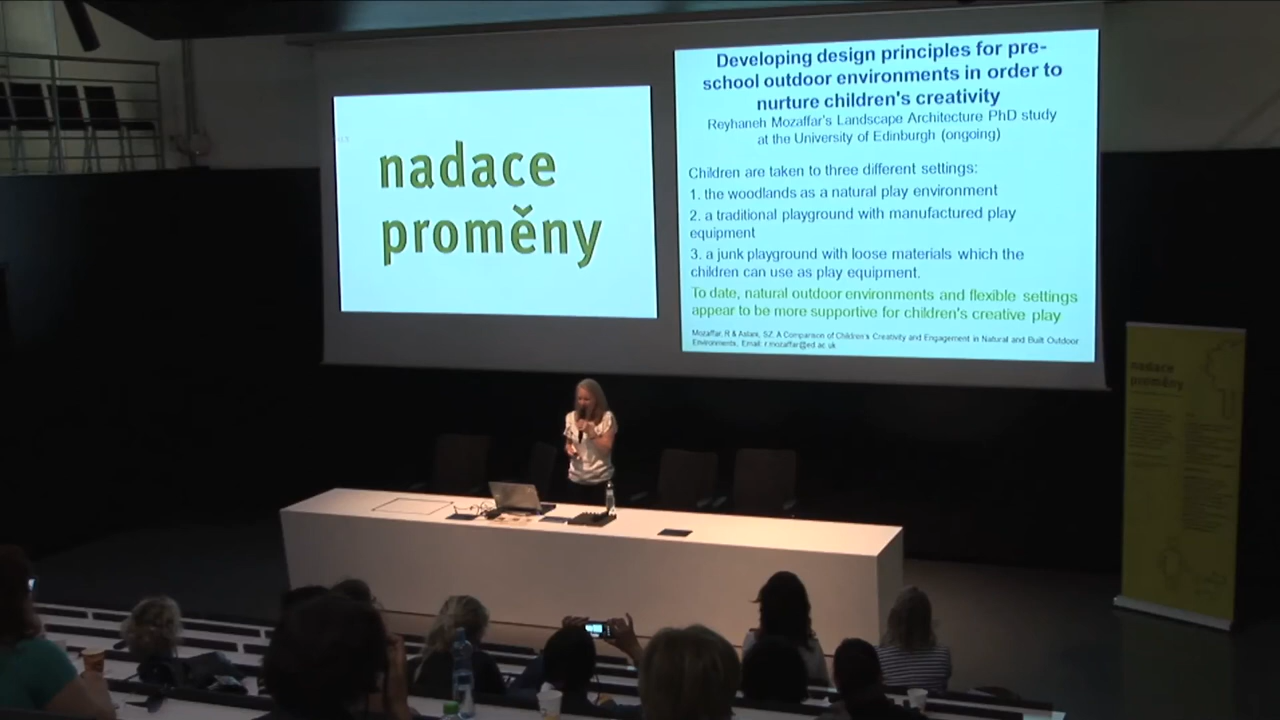 nadace
proměny
Developing design principles for pre-
school outdoor environments in order to
nurture children's creativity
Reyhaneh Mozaffar's Landscape Architecture PhD study
at the University of Edinburgh (ongoing)
Children are taken to three different settings:
1. the woodlands as a natural play environment
2. a traditional playground with manufactured play
equipment
3. a junk playground with loose materials which the
children can use as play equipment.
To date, natural outdoor environments and flexible settings
appear to be more supportive for children's creative play
Mozaffar, R & Aslani, SZ. A Comparison of Children's Creativity and Engagement in Natural and Built Outdoor
Environments, Email: r.mozaffar@ed.ac.uk
nadace
proměny